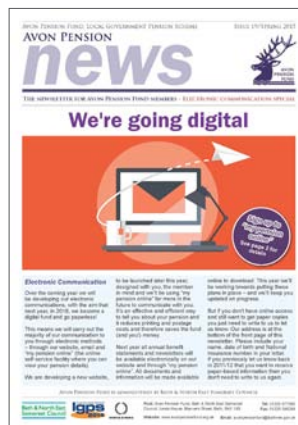 AVON PENSION FUND, LOCAL GOVERNMENT PENSION SCHEME
ISSUE 19/SPRING 2015
AVON PENSION
news
THE NEWSLETTER FOR AVON PENSION FUND MEMBERS - ELECTRONIC COMMUNICATION SPECIAL
We're going digital
Sign up to
"my pension
online"
See page 2 for
details
Electronic Communication
Over the coming year we will
be developing our electronic
communications, with the aim that
next year, in 2016, we become a
digital fund and go paperless!
This means we will carry out the
majority of our communication to
you through electronic methods
– through our website, email and
"my pension online" (the online
self-service facility where you can
view your pension details).
We are developing a new website,
to be launched later this year,
designed with you, the member
in mind and we'll be using "my
pension online" far more in the
future to communicate with you.
It's an effective and efficient way
to tell you about your pension and
it reduces printing and postage
costs and therefore saves the fund
(and you) money.
Next year all annual benefit
statements and newsletters will
be available electronically on our
website and through "my pension
online". All documents and
information will be made available
online to download. This year we'll
be working towards putting these
plans in place – and we'll keep you
updated on progress.
But if you don't have online access
and still want to get paper copies
you just need to write to us to let
us know. Our address is at the
bottom of the front page of this
newsletter. Please include your
name, date of birth and National
Insurance number in your letter.
If you previously let us know back
in 2011/12 that you want to receive
paper-based information then you
don't need to write to us again.
AVON PENSION FUND IS ADMINISTERED BY BATH & NORTH EAST SOMERSET COUNCIL
Bath & North East
Somerset Council
lgps
2014